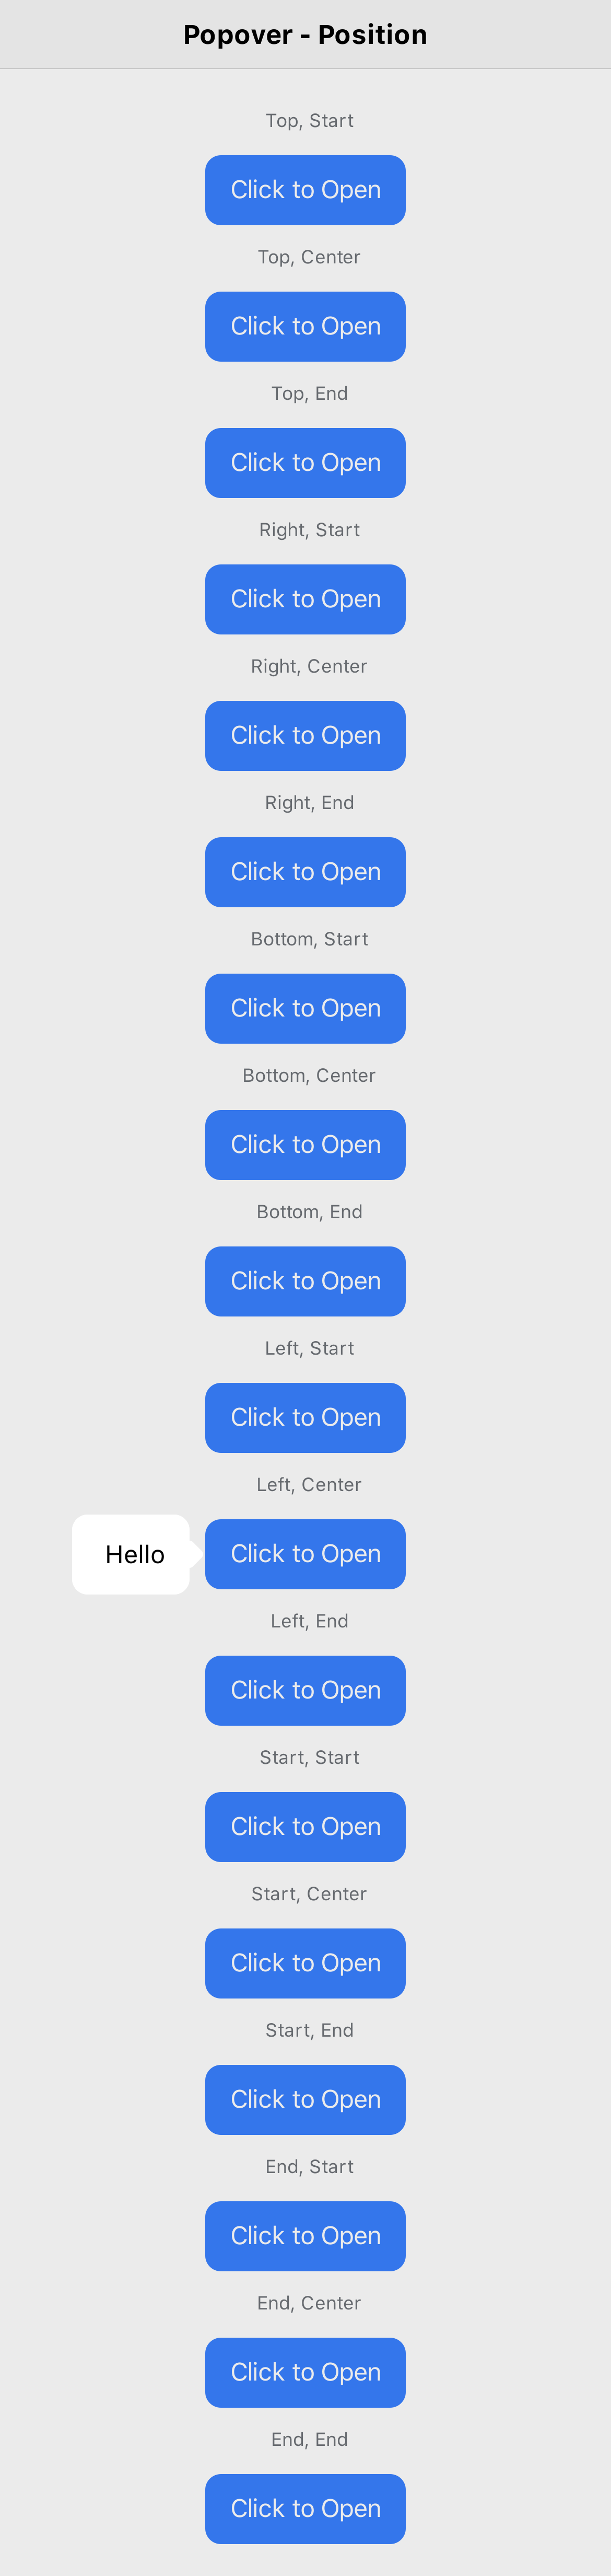 Popover - Position
Top, Start
Click to Open
Top, Center
Click to Open
Top, End
Click to Open
Right, Start
Click to Open
Right, Center
Click to Open
Right, End
Click to Open
Bottom, Start
Click to Open
Bottom, Center
Click to Open
Bottom, End
Click to Open
Left, Start
Click to Open
Left, Center
Hello Click to Open
Left, End
Click to Open
Start, Start
Click to Open
Start, Center
Click to Open
Start, End
Click to Open
End, Start
Click to Open
End, Center
Click to Open
End, End
Click to Open